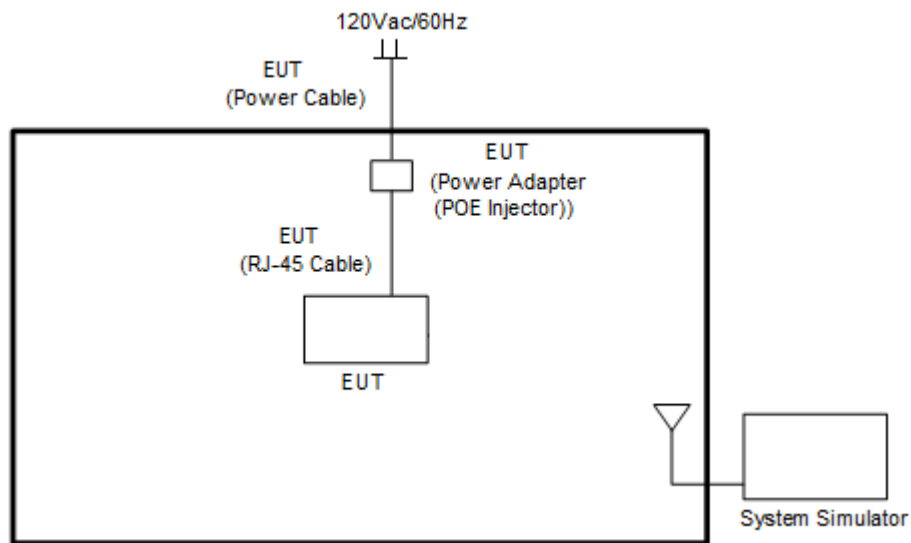 120Vac/60Hz
EUT
(Power Cable)
EUT
(Power Adapter
(POE Injector))
EUT
(RJ-45 Cable)
EUT
System Simulator